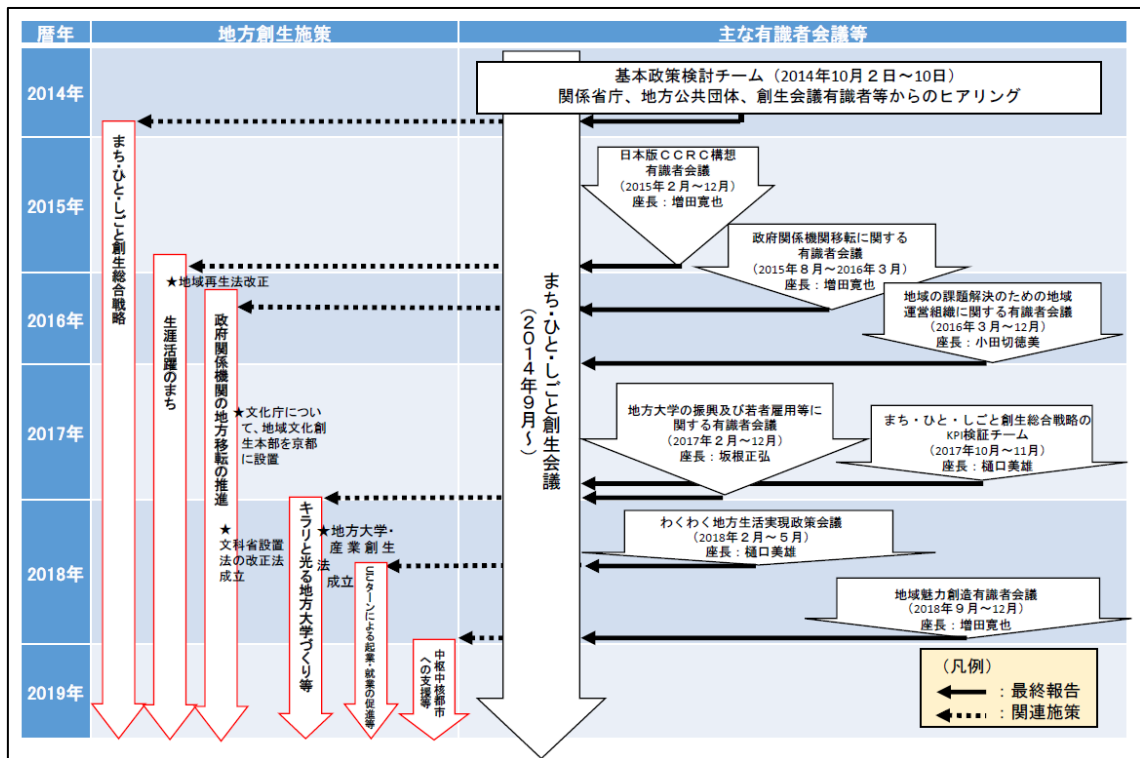 暦年
地方創生施策
主な有識者会議等
2014年
2015年
2016年
2017年
2018年
2019年
まち・ひと・しごと創生総合戦略
★地域再生法改正
生涯活躍のまち
政府関係機関の地方移転の推進
★文化庁につい
て、地域文化創
生本部を京都
に設置
★
文科省設置
法の改正法
成立
キラリと光る地方大学づくり等
★地方大学・
産業創生
法
成立
UIJターンによる起業・就業の促進等
中枢中核都市
への支援等
まち・ひと・しごと創生会議
(2014年9月~)
基本政策検討チーム(2014年10月2日~10日)
関係省庁、地方公共団体、創生会議有識者等からのヒアリング
日本版CCRC構想
有識者会議
(2015年2月~12月)
座長:増田寛也
政府関係機関移転に関する
有識者会議
(2015年8月~2016年3月)
座長:増田寛也
地域の課題解決のための地域
運営組織に関する有識者会議
(2016年3月~12月)
座長:小田切徳美
地方大学の振興及び若者雇用等に
関する有識者会議
(2017年2月~12月)
座長:坂根正弘
まち・ひと・しごと創生総合戦略の
KPI検証チーム
(2017年10月~11月)
座長:樋口美雄
わくわく地方生活実現政策会議
(2018年2月~5月)
座長:樋口美雄
地域魅力創造有識者会議
(2018年9月~12月)
座長:増田寛也
(凡例)
:最終報告
:関連施策